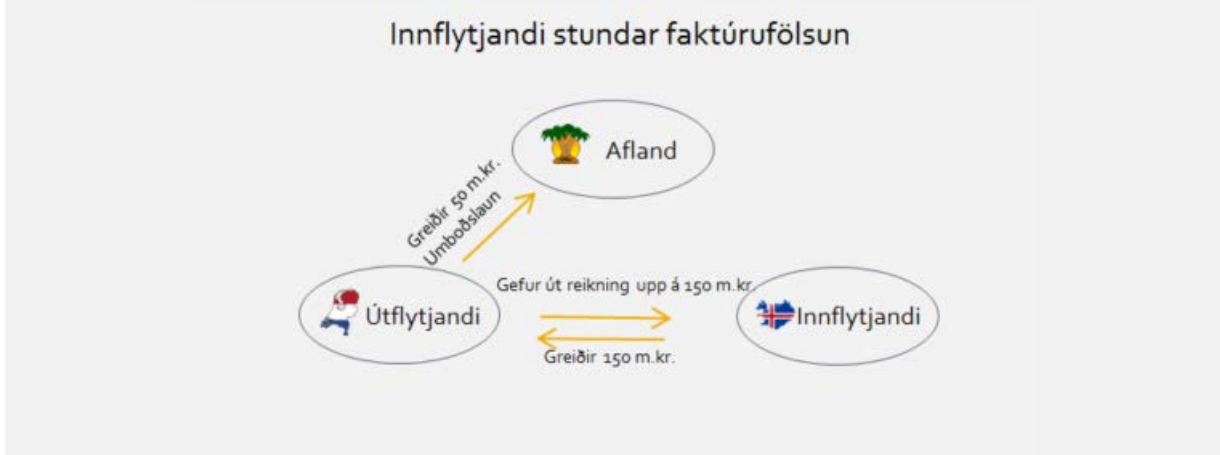 Innflytjandi stundar faktúrufölsun
Afland
Greiðir 50 m.kr.
Umboðslaun
Gefur út reikning upp á 150 m.kr.
Útflytjandi
Innflytjandi
Greiðir 150 m.kr.